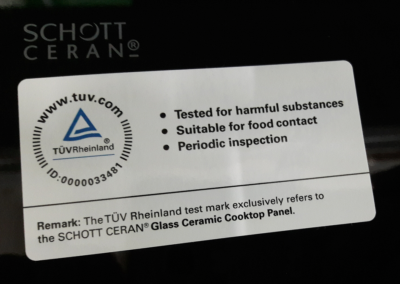 SCHOTT
CERAN®
www.tuv.com
TÜVRheinland®
ID:0000033481
• Tested for harmful substances
• Suitable for food contact
• Periodic inspection
Remark: The TÜV Rheinland test mark exclusively refers to
the SCHOTT CERAN® Glass Ceramic Cooktop Panel.